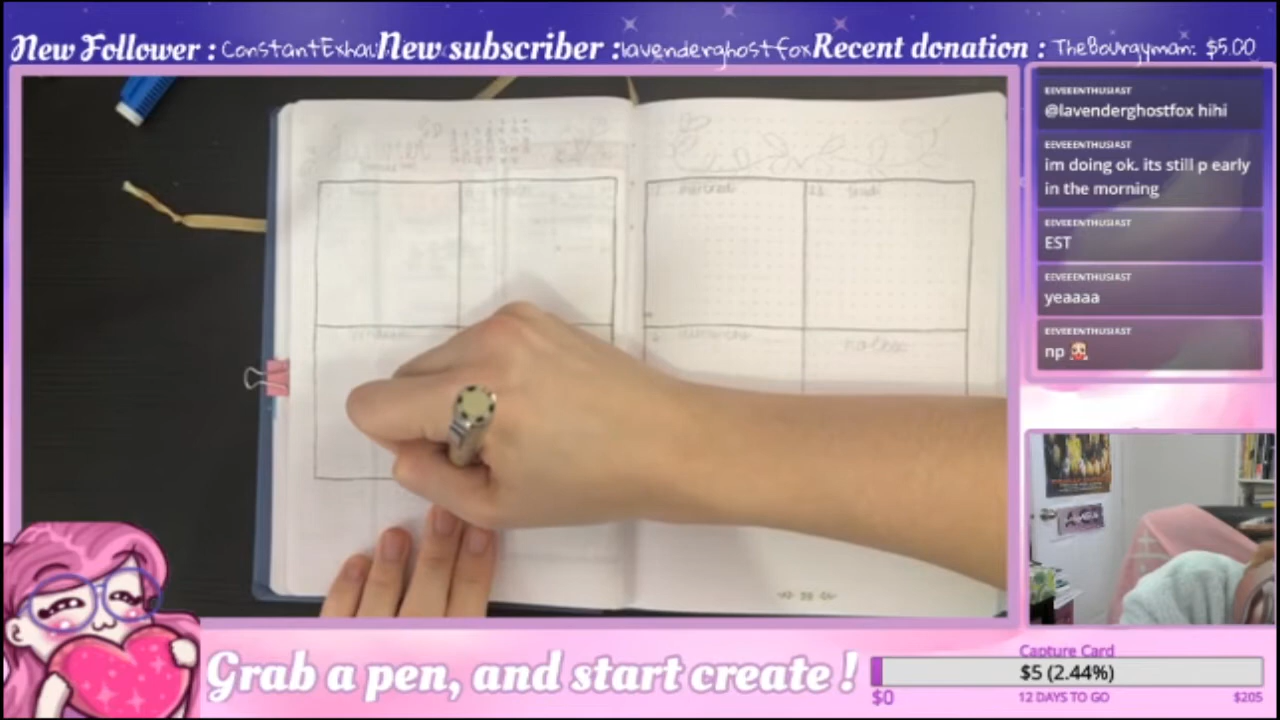 New Follower : ConstantExhau
New subscriber : lavenderghostfox
Recent donation : TheBourgyman: $5.00
EEVEEENTHUSIAST
@lavenderghostfox hihi
EEVEEENTHUSIAST
im doing ok. its still p early
in the morning
EEVEEENTHUSIAST
EST
EEVEEENTHUSIAST
yeaaaa
EEVEEENTHUSIAST
np
Grab a pen, and start create !
Capture Card
$5 (2.44%)
$0
12 DAYS TO GO
$205